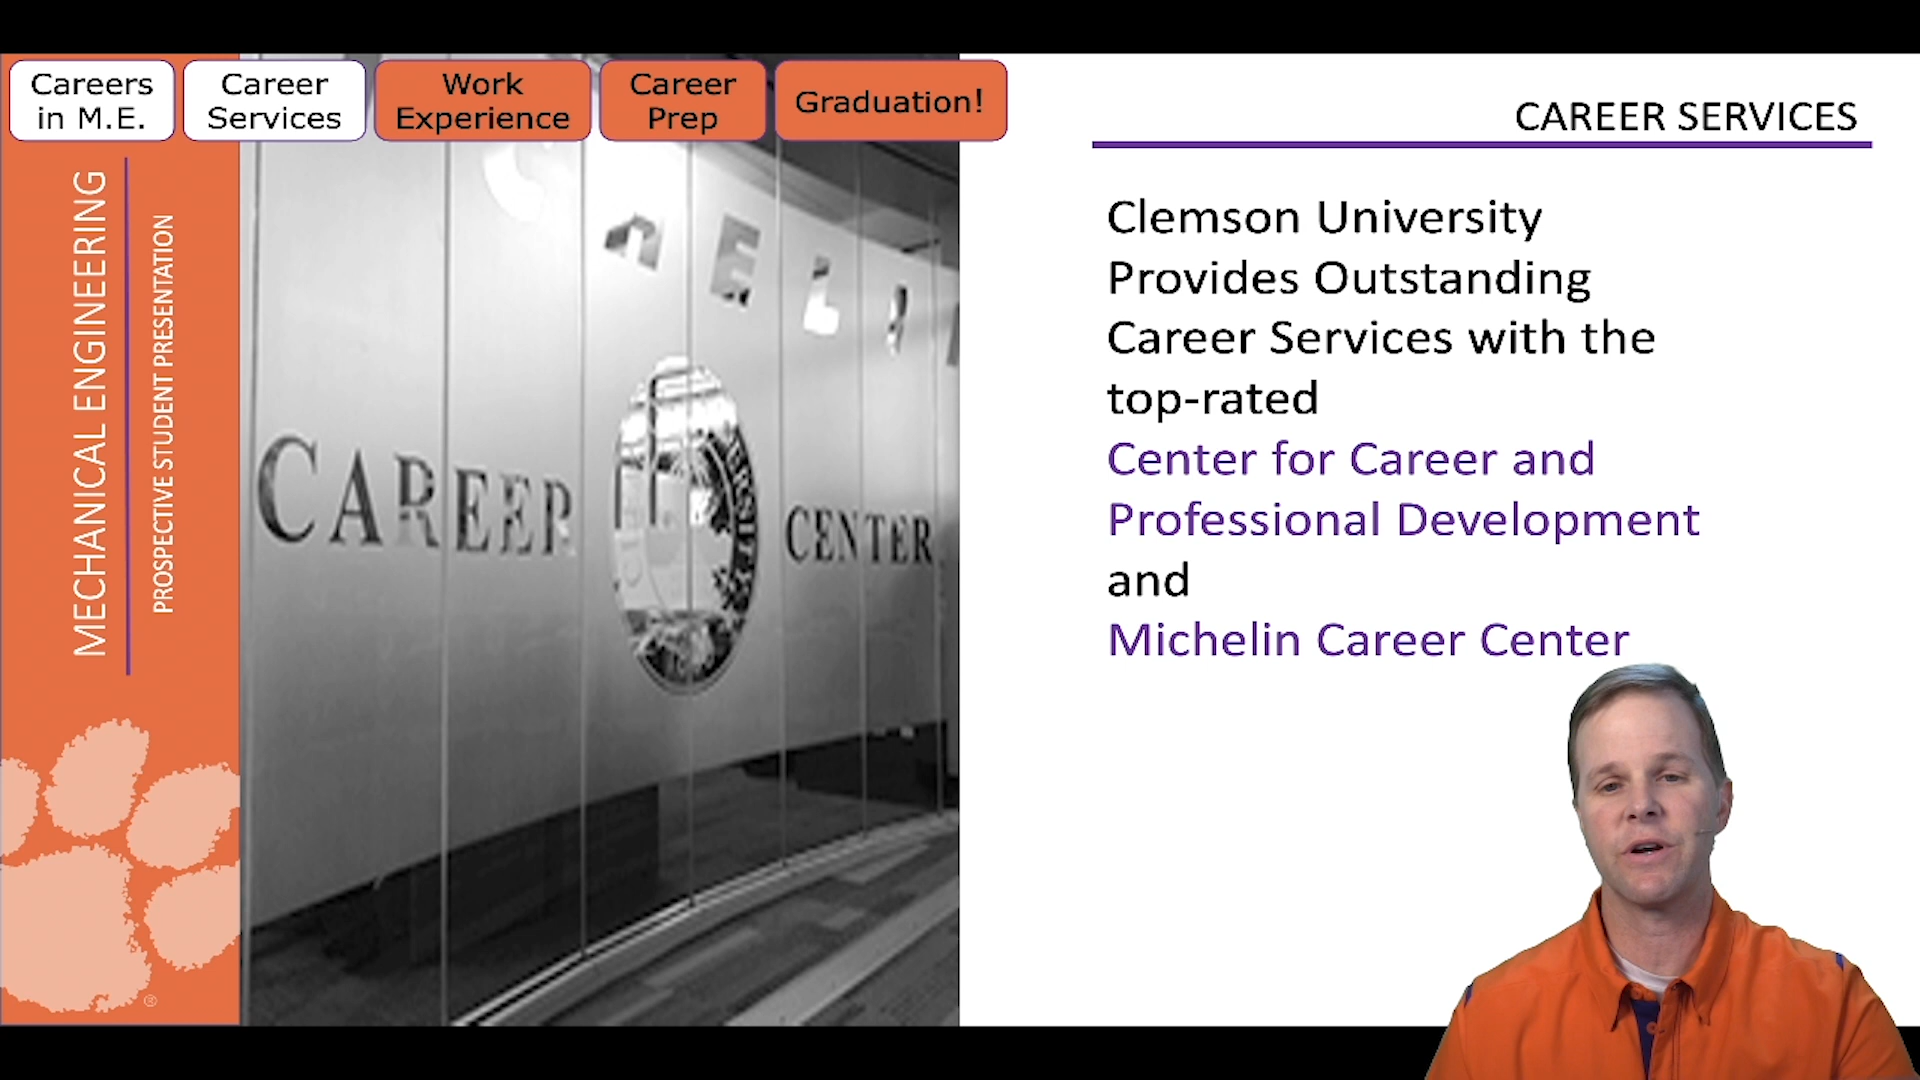 Careers
in M.E.
Career
Services
Work
Experience
Career
Prep
Graduation!
CAREER SERVICES
MECHANICAL ENGINEERING
PROSPECTIVE STUDENT PRESENTATION
CAREER CENTER
Clemson University
Provides Outstanding
Career Services with the
top-rated
Center for Career and
Professional Development
and
Michelin Career Center
®